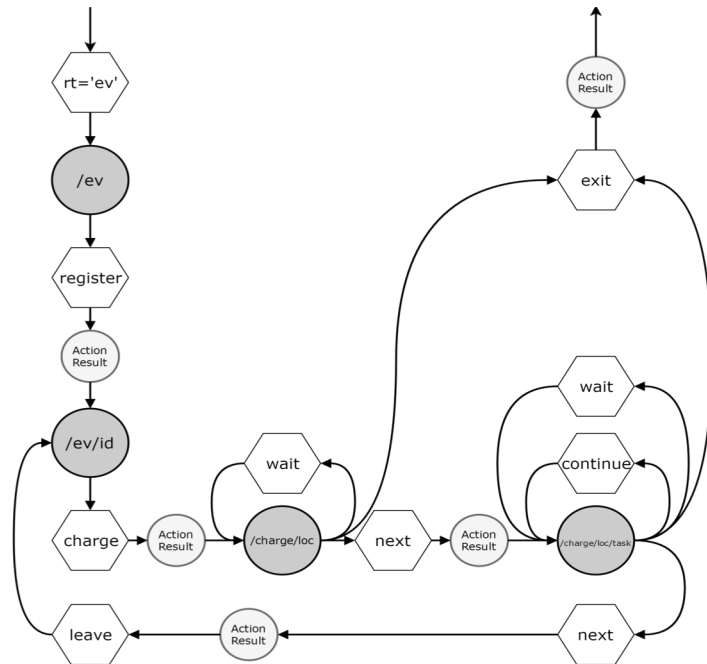 rt='ev'
Action
Result
/ev
exit
register
Action
Result
wait
/ev/id
wait
continue
charge
Action
Result
/charge/loc
next
Action
Result
/charge/loc/task
leave
Action
Result
next